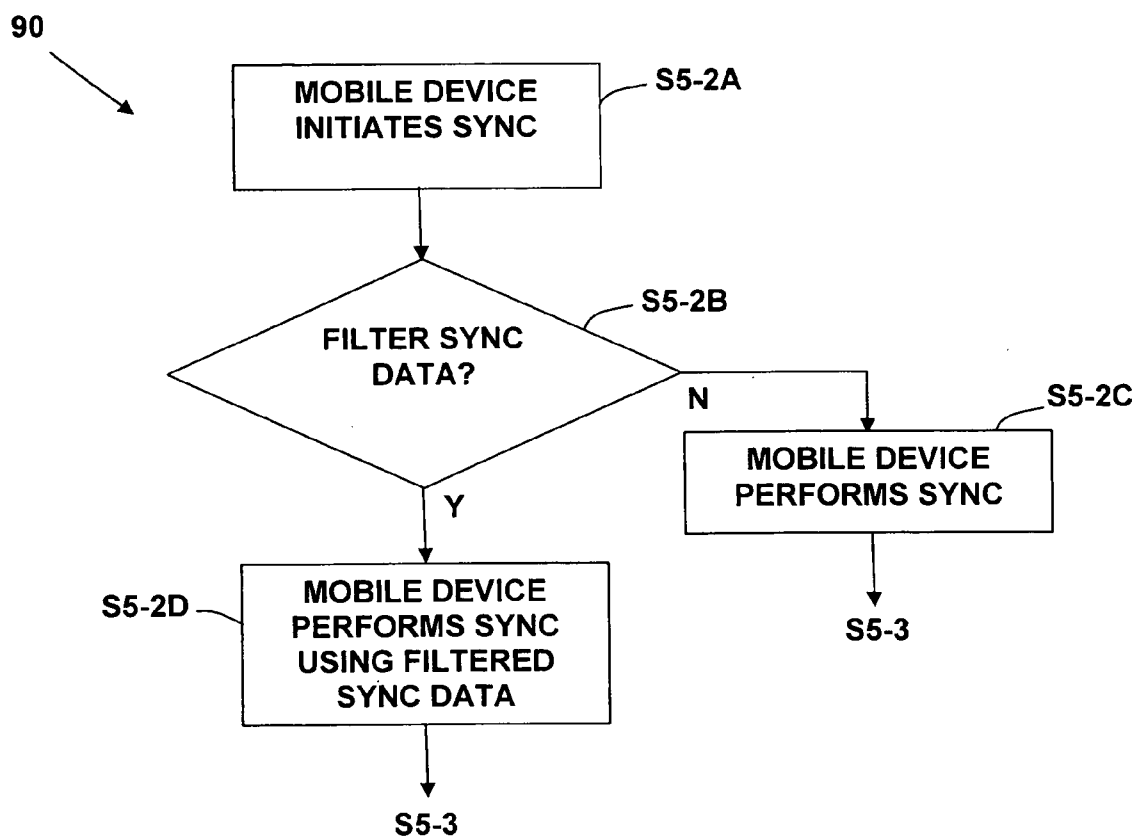 90
MOBILE DEVICE
INITIATES SYNC
S5-2A
FILTER SYNC
DATA?
S5-2B
N
Y
S5-2C
MOBILE DEVICE
PERFORMS SYNC
S5-3
S5-2D
MOBILE DEVICE
PERFORMS SYNC
USING FILTERED
SYNC DATA
S5-3